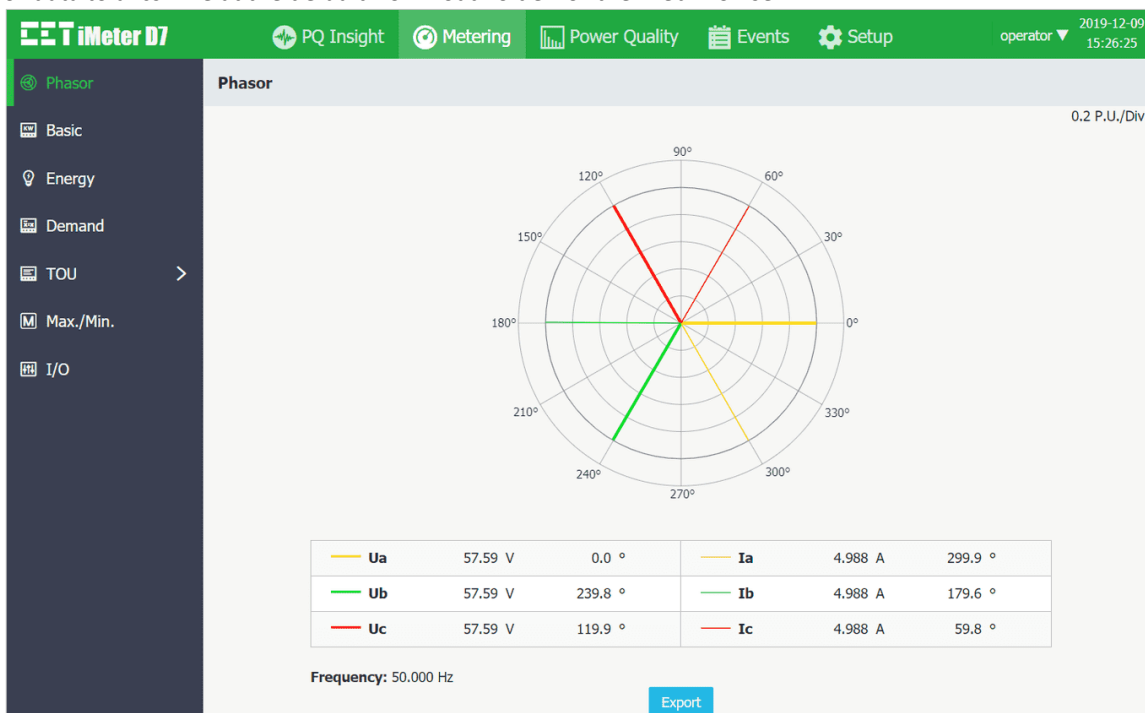 CET iMeter D7
PQ Insight Metering Power Quality Events Setup operator ▼ 2019-12-09
15:26:25
Phasor
Basic
Energy
Demand
TOU >
M Max./Min.
I/O
Phasor
0.2 P.U./Div
90°
120° 60°
150° 30°
180° 0°
210° 330°
240° 300°
270°
Ua 57.59 V 0.0 ° Ia 4.988 A 299.9 °
Ub 57.59 V 239.8 ° Ib 4.988 A 179.6 °
Uc 57.59 V 119.9 ° Ic 4.988 A 59.8 °
Frequency: 50.000 Hz
Export